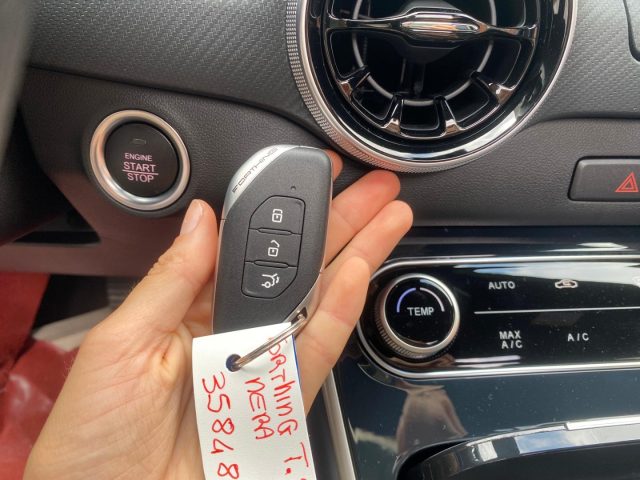 ENGINE
START
STOP
FORTHING
TEMP
AUTO
MAX
A/C
A/C
FORTHING T.
NERA
35848